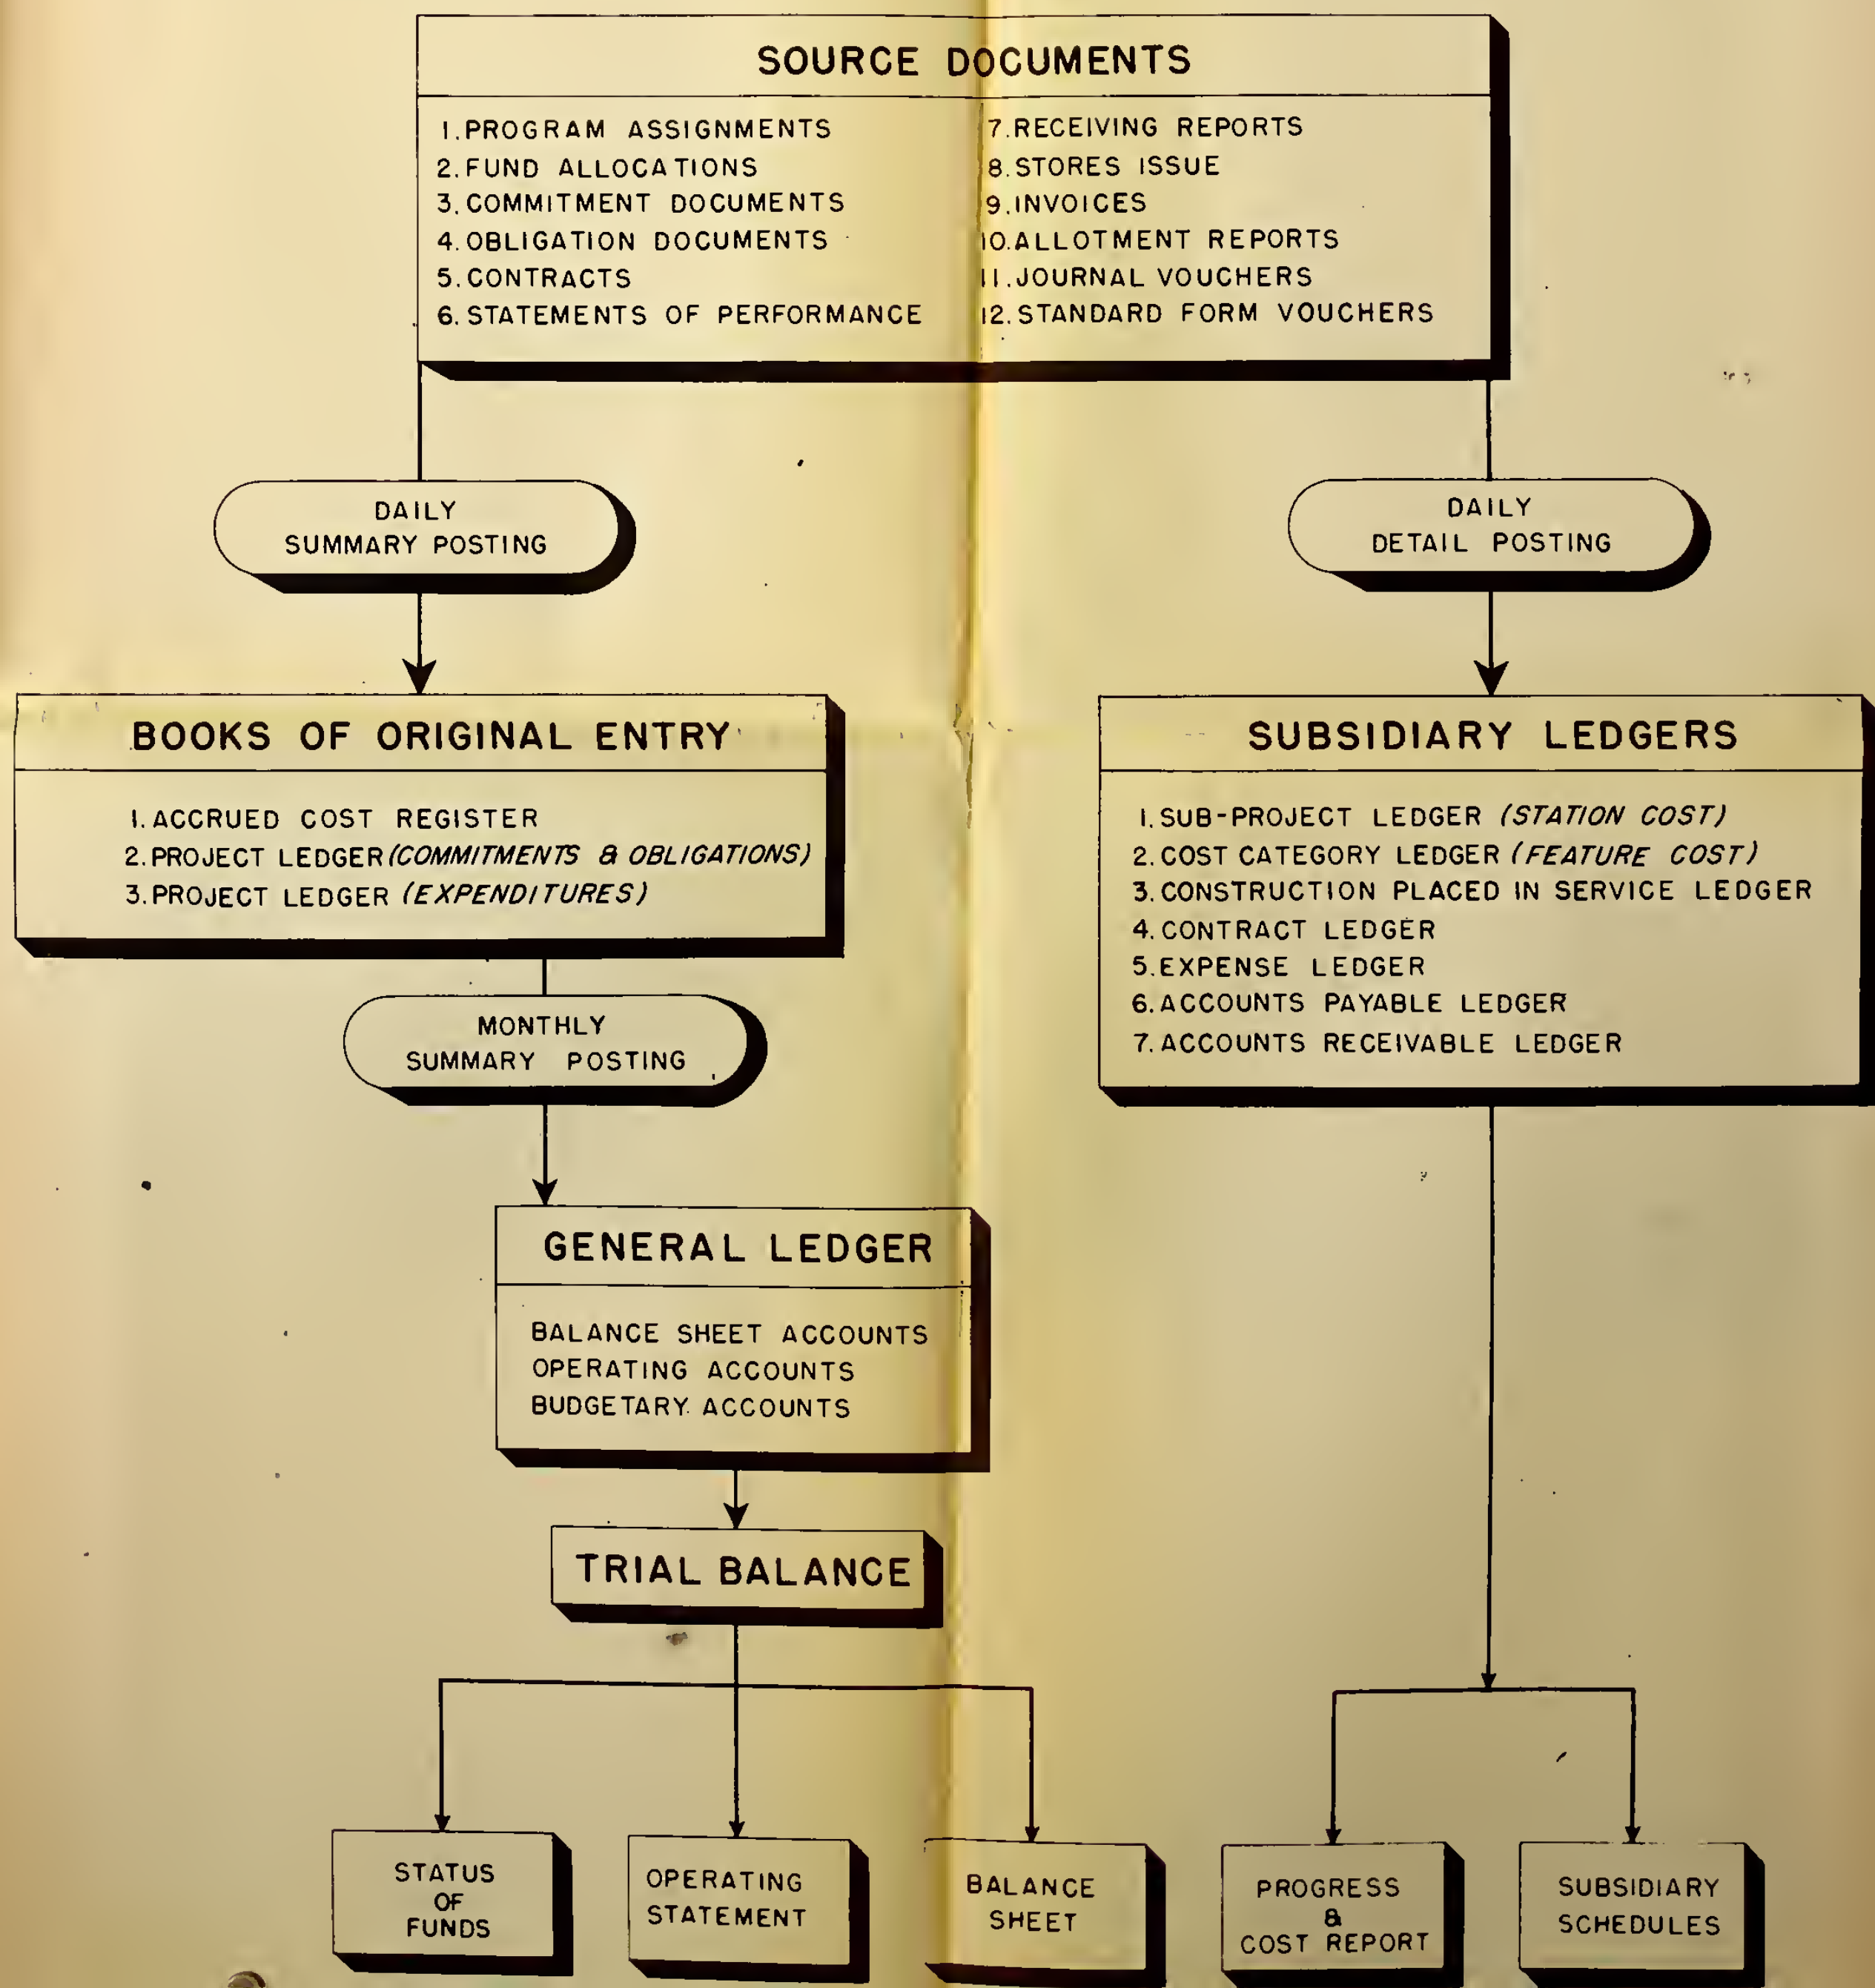 SOURCE DOCUMENTS
1. PROGRAM ASSIGNMENTS
2. FUND ALLOCATIONS
3. COMMITMENT DOCUMENTS
4. OBLIGATION DOCUMENTS
5. CONTRACTS
6. STATEMENTS OF PERFORMANCE
7. RECEIVING REPORTS
8. STORES ISSUE
9. INVOICES
10. ALLOTMENT REPORTS
11. JOURNAL VOUCHERS
12. STANDARD FORM VOUCHERS
DAILY
SUMMARY POSTING
DAILY
DETAIL POSTING
BOOKS OF ORIGINAL ENTRY
1. ACCRUED COST REGISTER
2. PROJECT LEDGER (COMMITMENTS & OBLIGATIONS)
3. PROJECT LEDGER (EXPENDITURES)
SUBSIDIARY LEDGERS
1. SUB-PROJECT LEDGER (STATION COST)
2. COST CATEGORY LEDGER (FEATURE COST)
3. CONSTRUCTION PLACED IN SERVICE LEDGER
4. CONTRACT LEDGER
5. EXPENSE LEDGER
6. ACCOUNTS PAYABLE LEDGER
7. ACCOUNTS RECEIVABLE LEDGER
MONTHLY
SUMMARY POSTING
GENERAL LEDGER
BALANCE SHEET ACCOUNTS
OPERATING ACCOUNTS
BUDGETARY ACCOUNTS
TRIAL BALANCE
STATUS
OF
FUNDS
OPERATING
STATEMENT
BALANCE
SHEET
PROGRESS
&
COST REPORT
SUBSIDIARY
SCHEDULES